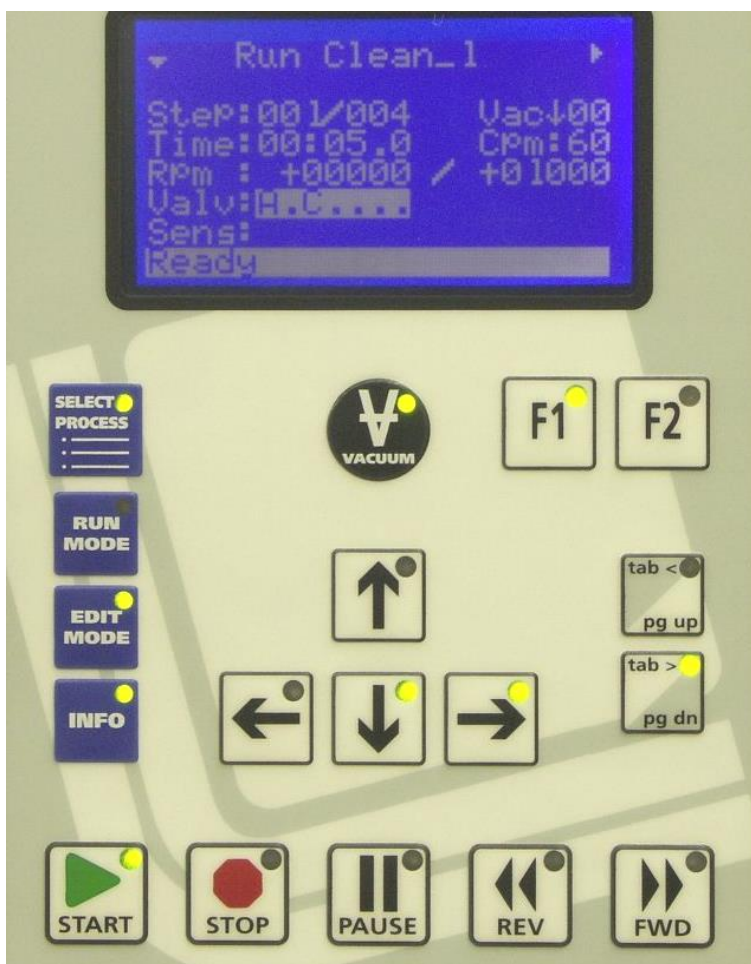 Run Clean_1
Step:001/004 Vac↓00
Time:00:05.0 Cpm:60
Rpm : +00000 / +01000
Valv:A.C....
Sens:
Ready
SELECT
PROCESS
VACUUM
F1
F2
RUN
MODE
tab <
pg up
EDIT
MODE
tab >
pg dn
INFO
START
STOP
PAUSE
REV
FWD